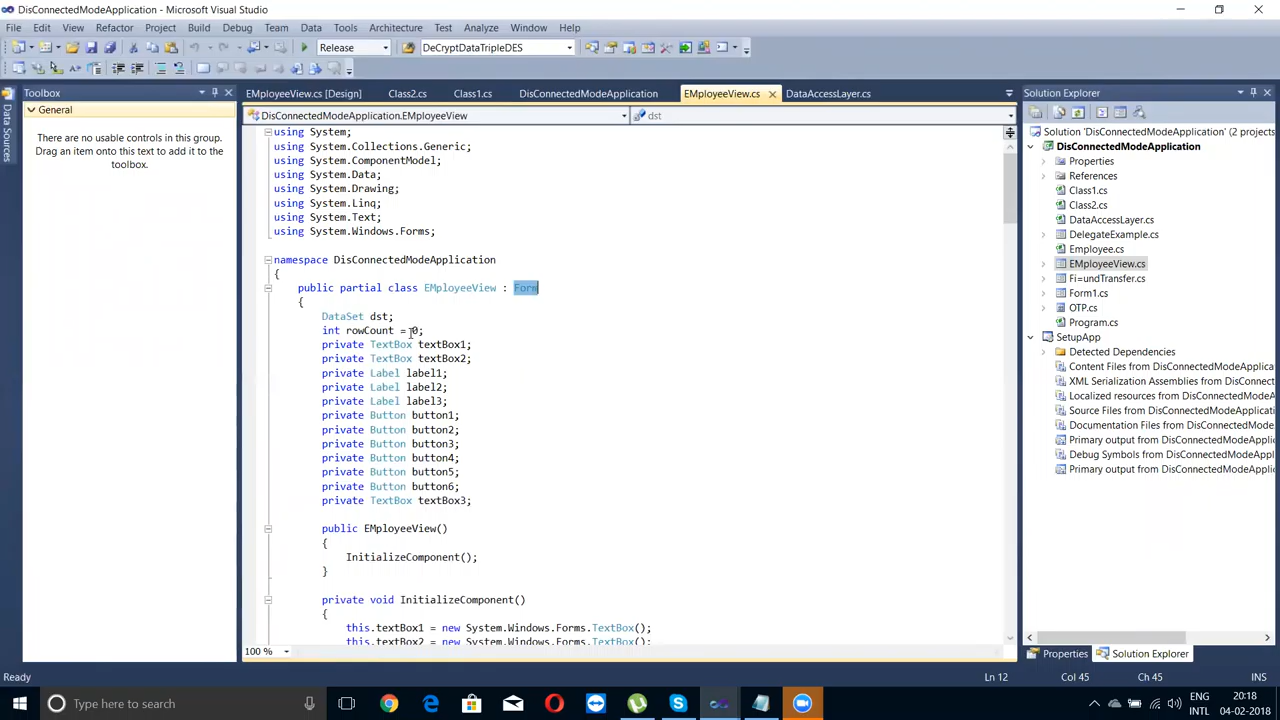 DisConnectedModeApplication - Microsoft Visual Studio
File Edit View Refactor Project Build Debug Team Data Tools Architecture Test Analyze Window Help
Release DeCryptDataTripleDES
Toolbox
General
There are no usable controls in this group.
Drag an item onto this text to add it to the
toolbox.
Data Sources
EMployeeView.cs [Design] Class2.cs Class1.cs DisConnectedModeApplication EMployeeView.cs DataAccessLayer.cs
DisConnectedModeApplication.EMployeeView dst
using System;
using System.Collections.Generic;
using System.ComponentModel;
using System.Data;
using System.Drawing;
using System.Linq;
using System.Text;
using System.Windows.Forms;
namespace DisConnectedModeApplication
{
public partial class EMployeeView : Form
{
DataSet dst;
int rowCount = 0;
private TextBox textBox1;
private TextBox textBox2;
private Label label1;
private Label label2;
private Label label3;
private Button button1;
private Button button2;
private Button button3;
private Button button4;
private Button button5;
private Button button6;
private TextBox textBox3;
public EMployeeView()
{
InitializeComponent();
}
private void InitializeComponent()
{
this.textBox1 = new System.Windows.Forms.TextBox();
this.textBox2 = new System.Windows.Forms.TextBox();
100 %
Solution Explorer
Solution 'DisConnectedModeApplication' (2 projects
DisConnectedModeApplication
Properties
References
Class1.cs
Class2.cs
DataAccessLayer.cs
DelegateExample.cs
Employee.cs
EMployeeView.cs
Fi=undTransfer.cs
Form1.cs
OTP.cs
Program.cs
SetupApp
Detected Dependencies
Content Files from DisConnectedModeApplica
XML Serialization Assemblies from DisConnect
Localized resources from DisConnectedModeA
Source Files from DisConnectedModeApplicatio
Documentation Files from DisConnectedMode
Primary output from DisConnectedModeApplic
Debug Symbols from DisConnectedModeAppli
Primary output from DisConnectedModeApplic
Properties Solution Explorer
Ready Ln 12 Col 45 Ch 45 INS
Type here to search
ENG 20:18
INTL 04-02-2018